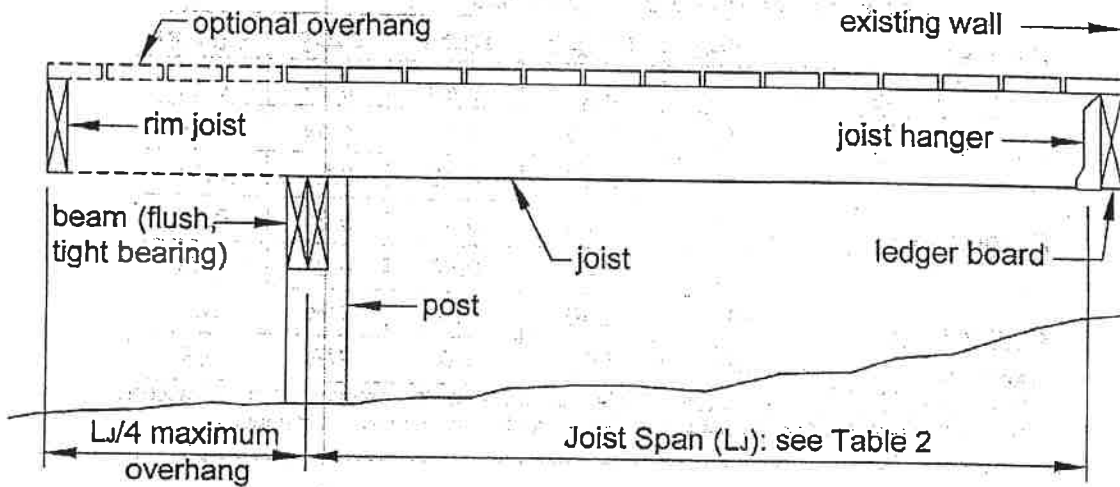 optional overhang
existing wall
rim joist
joist hanger
beam (flush,
tight bearing)
joist
ledger board
post
LJ/4 maximum
overhang
Joist Span (LJ): see Table 2